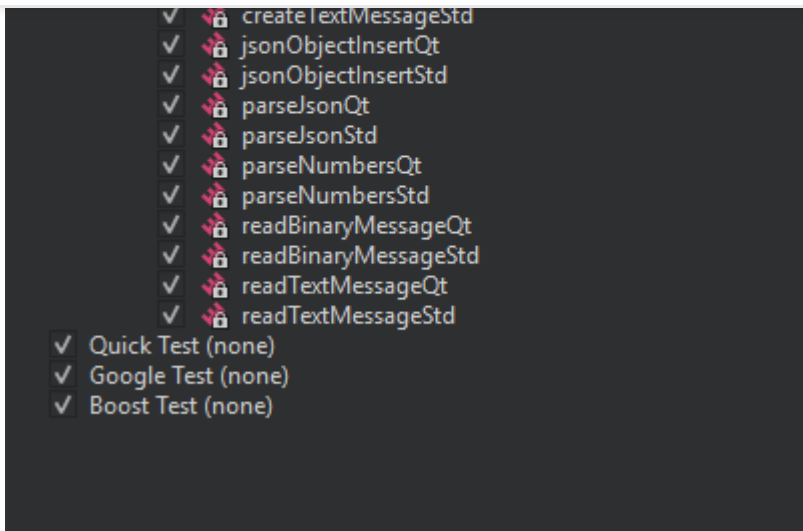 createTextMessageStd
jsonObjectInsertQt
jsonObjectInsertStd
parseJsonQt
parseJsonStd
parseNumbersQt
parseNumbersStd
readBinaryMessageQt
readBinaryMessageStd
readTextMessageQt
readTextMessageStd
Quick Test (none)
Google Test (none)
Boost Test (none)